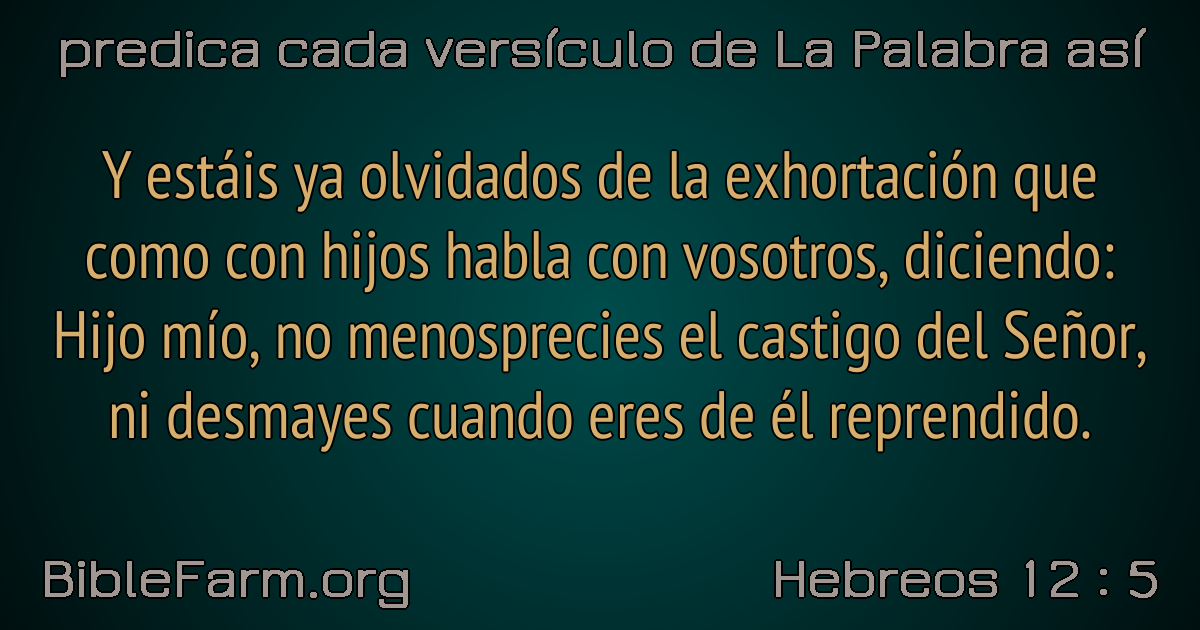 predica cada versículo de La Palabra así
Y estáis ya olvidados de la exhortación que
como con hijos habla con vosotros, diciendo:
Hijo mío, no menosprecies el castigo del Señor,
ni desmayes cuando eres de él reprendido.
BibleFarm.org
Hebreos 12 : 5